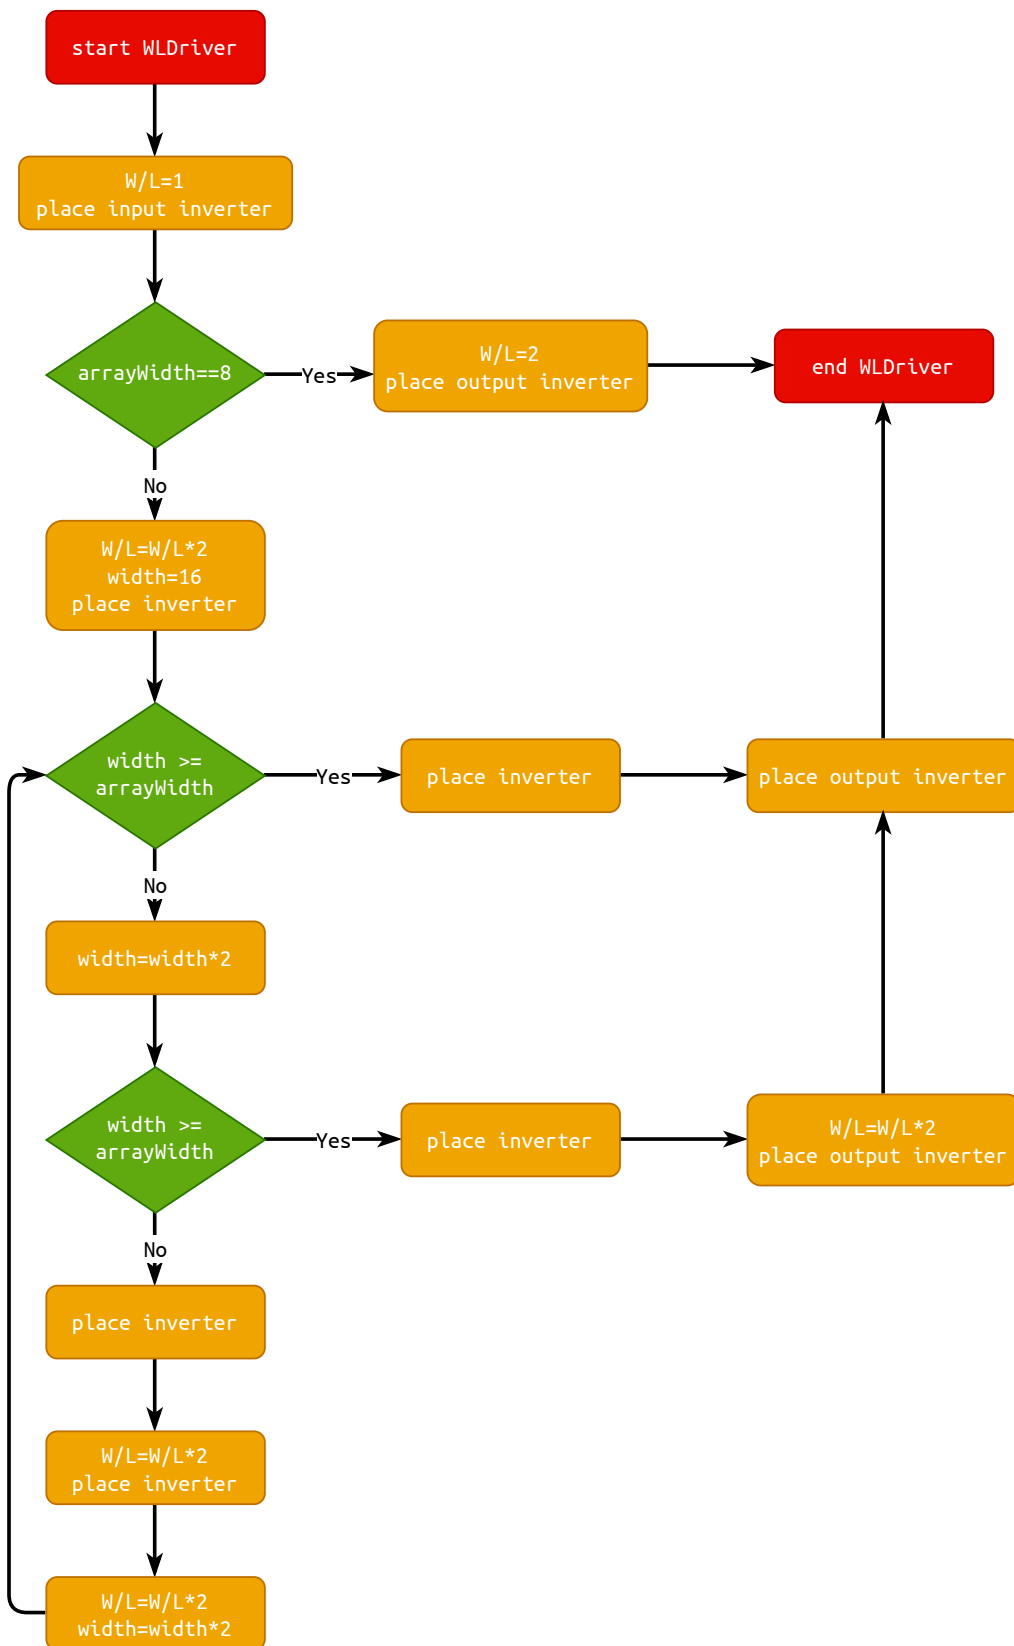 start WLDriver
W/L=1
place input inverter
arrayWidth==8
Yes
W/L=2
place output inverter
end WLDriver
No
W/L=W/L*2
width=16
place inverter
width >=
arrayWidth
Yes
place inverter
place output inverter
No
width=width*2
width >=
arrayWidth
Yes
place inverter
W/L=W/L*2
place output inverter
No
place inverter
W/L=W/L*2
place inverter
W/L=W/L*2
width=width*2